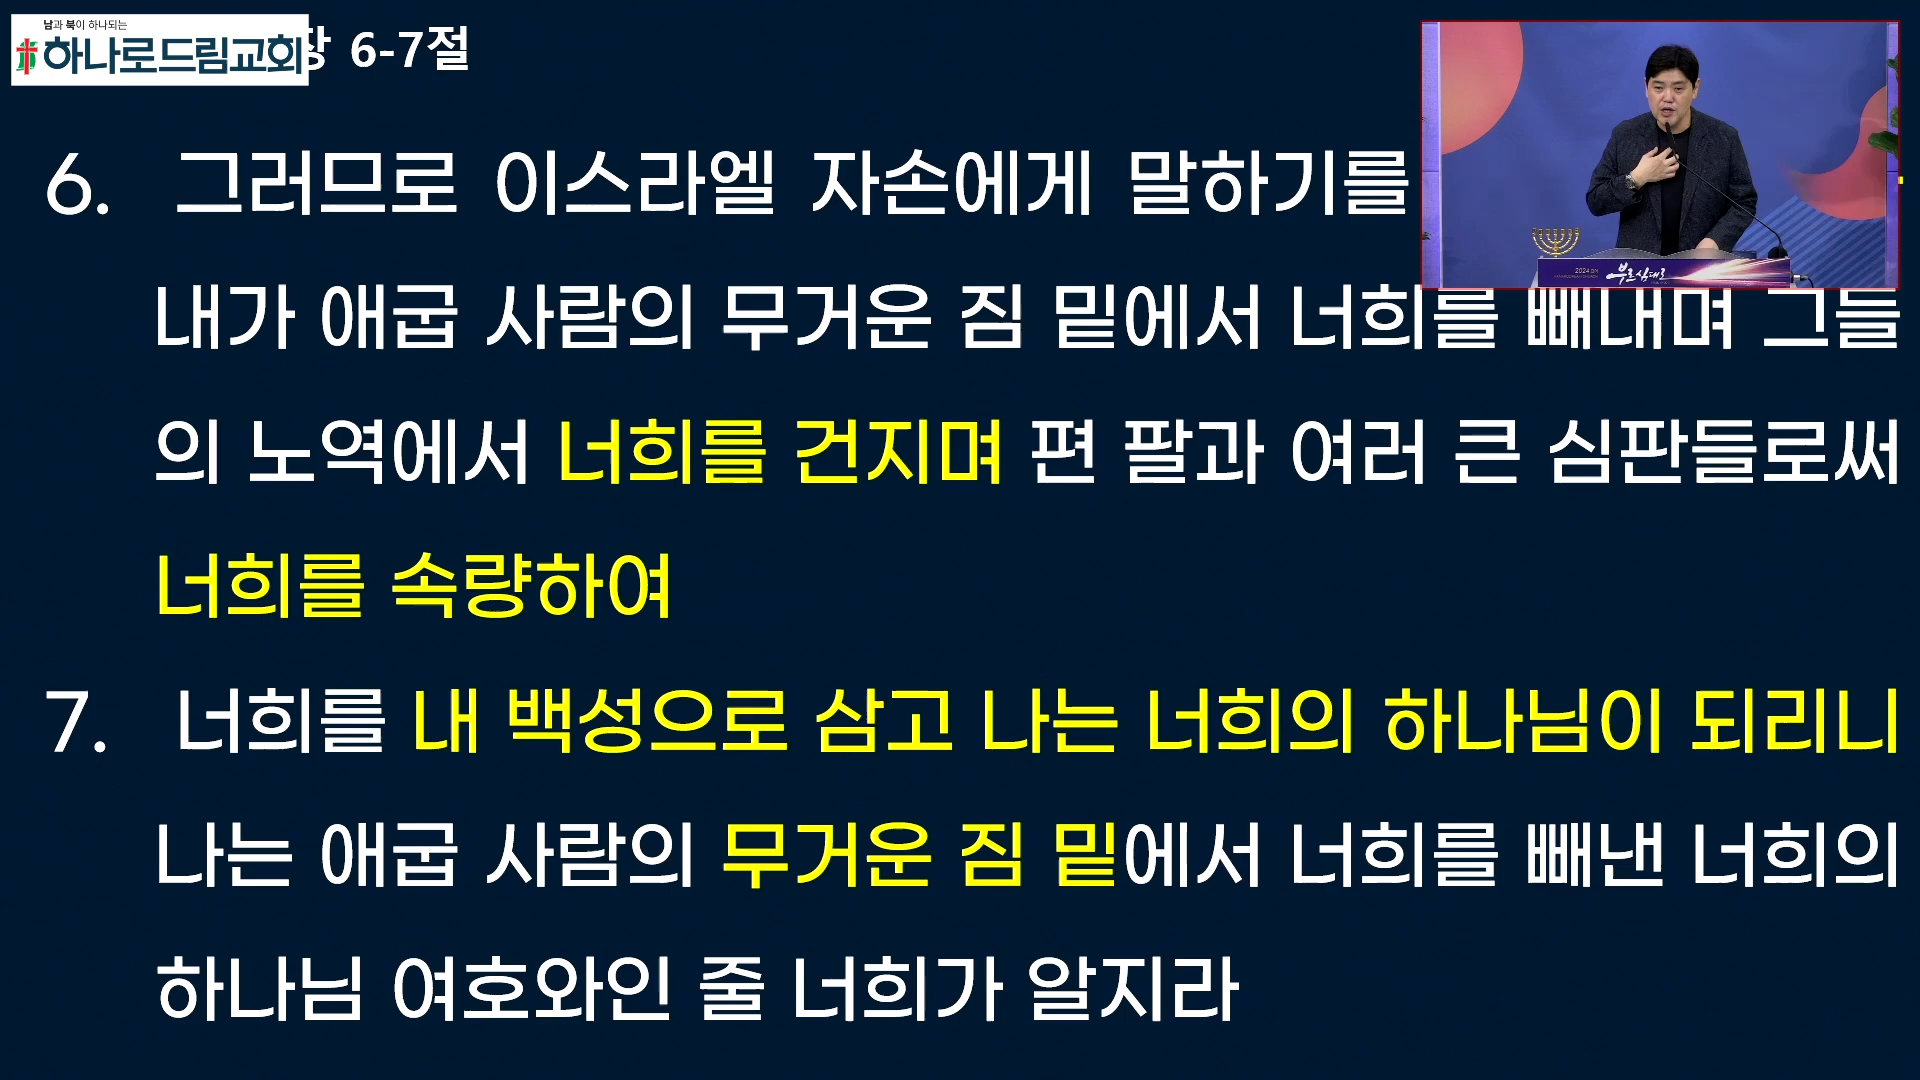 남과 북이 하나되는
하나로드림교회
장 6-7절
6. 그러므로 이스라엘 자손에게 말하기를
내가 애굽 사람의 무거운 짐 밑에서 너희를 빼내며 그들
의 노역에서 너희를 건지며 편 팔과 여러 큰 심판들로써
너희를 속량하여
7. 너희를 내 백성으로 삼고 나는 너희의 하나님이 되리니
나는 애굽 사람의 무거운 짐 밑에서 너희를 빼낸 너희의
하나님 여호와인 줄 너희가 알지라
2024
부르심대로